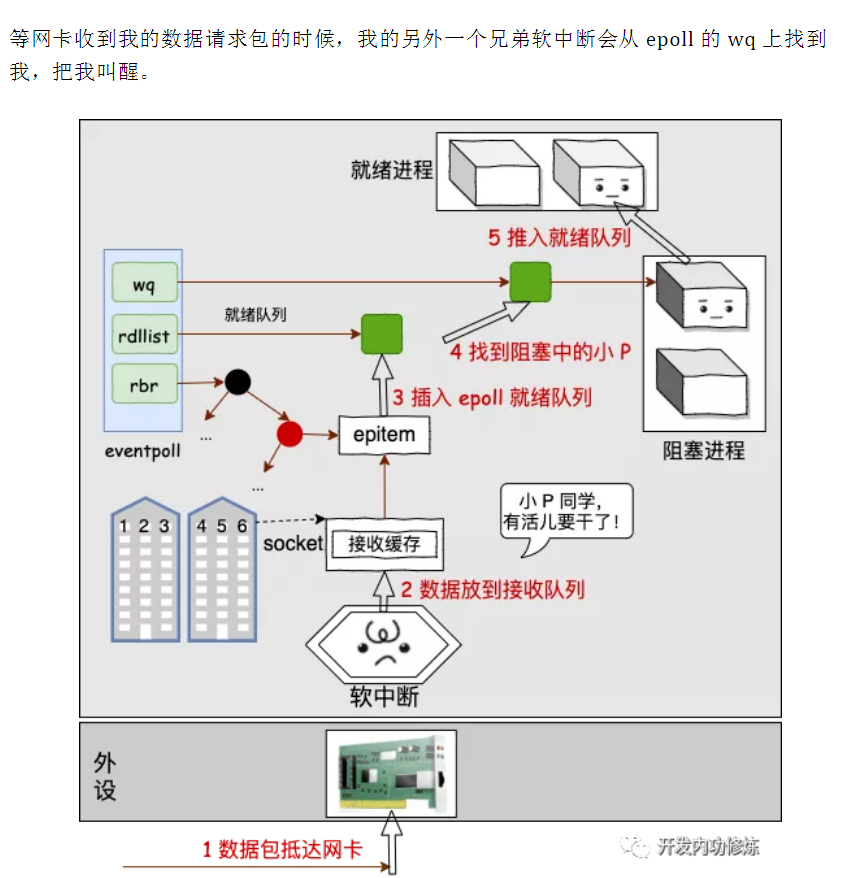 等网卡收到我的数据请求包的时候，我的另外一个兄弟软中断会从 epoll 的 wq 上找到
我，把我叫醒。
就绪进程
5 推入就绪队列
wq
就绪队列
rdllist
4 找到阻塞中的小 P
rbr
3 插入 epoll 就绪队列
...
epitem
eventpoll
阻塞进程
...
小 P 同学，
有活儿要干了！
1 2 3
4 5 6
socket
接收缓存
2 数据放到接收队列
软中断
外
设
1 数据包抵达网卡
开发内功修炼